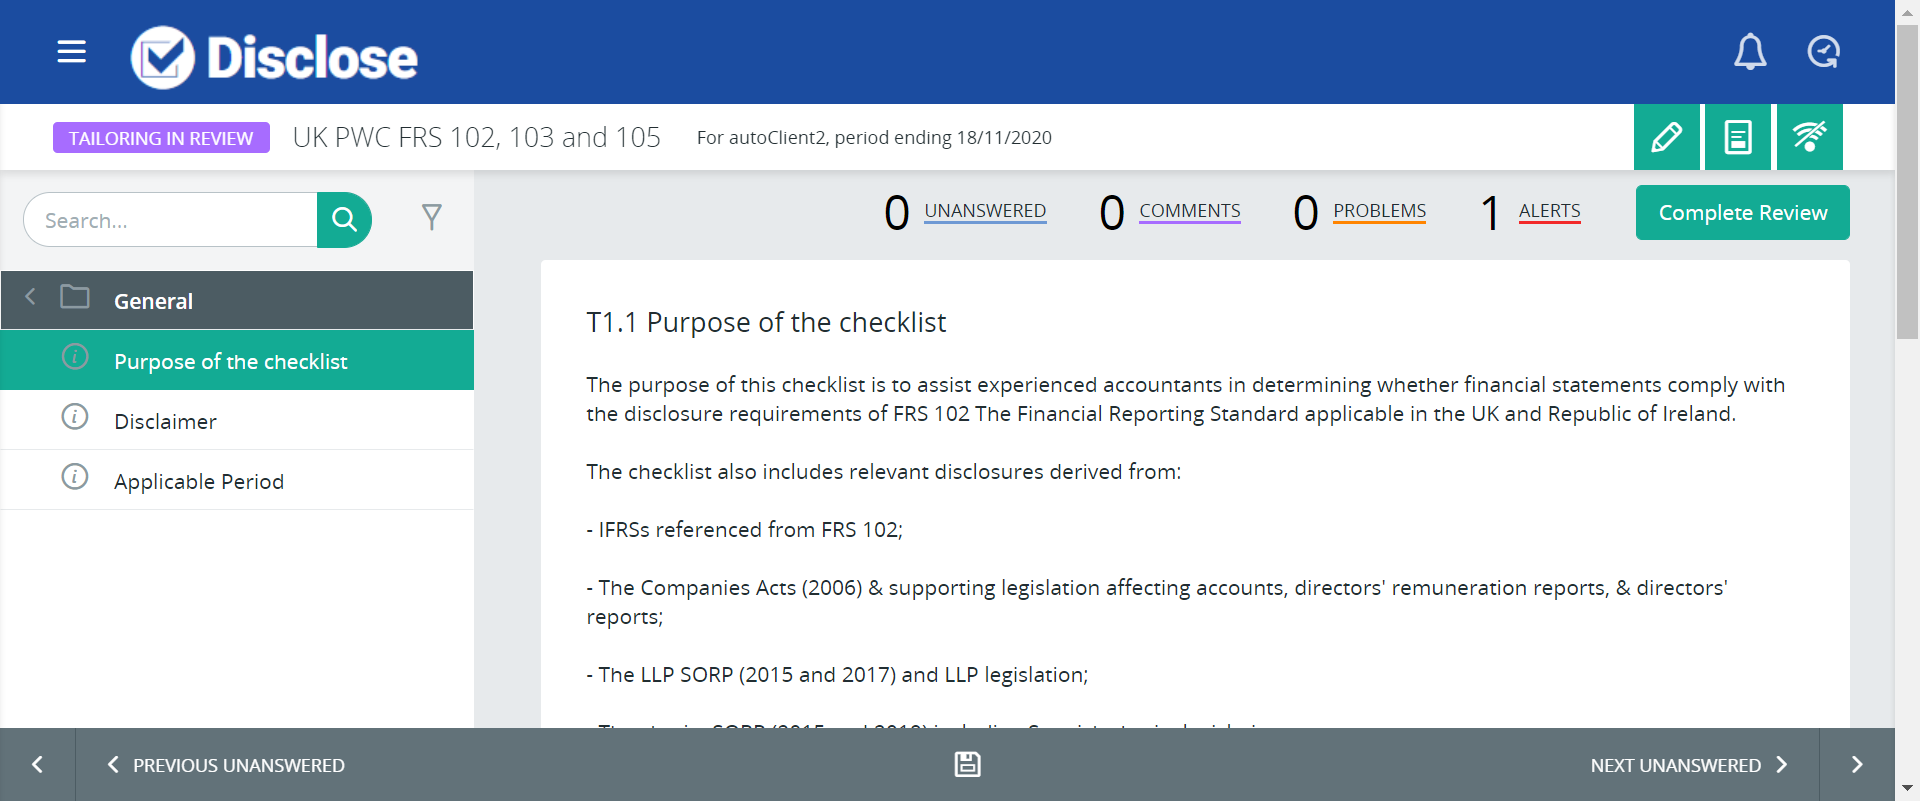 Disclose
TAILORING IN REVIEW
UK PWC FRS 102, 103 and 105
For autoClient2, period ending 18/11/2020
Search...
0 UNANSWERED
0 COMMENTS
0 PROBLEMS
1 ALERTS
Complete Review
General
Purpose of the checklist
Disclaimer
Applicable Period
T1.1 Purpose of the checklist
The purpose of this checklist is to assist experienced accountants in determining whether financial statements comply with
the disclosure requirements of FRS 102 The Financial Reporting Standard applicable in the UK and Republic of Ireland.
The checklist also includes relevant disclosures derived from:
- IFRSs referenced from FRS 102;
- The Companies Acts (2006) & supporting legislation affecting accounts, directors' remuneration reports, & directors'
reports;
- The LLP SORP (2015 and 2017) and LLP legislation;
PREVIOUS UNANSWERED
NEXT UNANSWERED